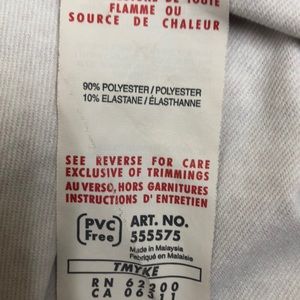 FLAMME OU
SOURCE DE CHALEUR
90% POLYESTER / POLYESTER
10% ELASTANE / ÉLASTHANNE
SEE REVERSE FOR CARE
EXCLUSIVE OF TRIMMINGS
AU VERSO, HORS GARNITURES
INSTRUCTIONS D'ENTRETIEN
PVC Free
ART. NO.
555575
Made in Malaysia
Fabriqué en Malaisie
TMYKE
RN 62200
CA 06311